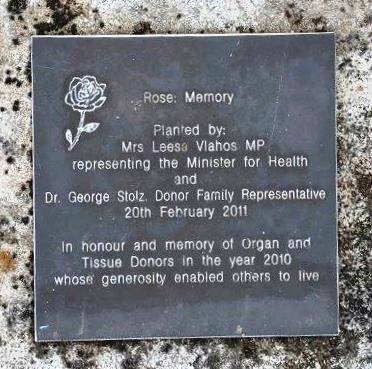 Rose: Memory
Planted by:
Mrs Leesa Vlahos MP
representing the Minister for Health
and
Dr. George Stolz. Donor Family Representative
20th February 2011
In honour and memory of Organ and
Tissue Donors in the year 2010
whose generosity enabled others to live